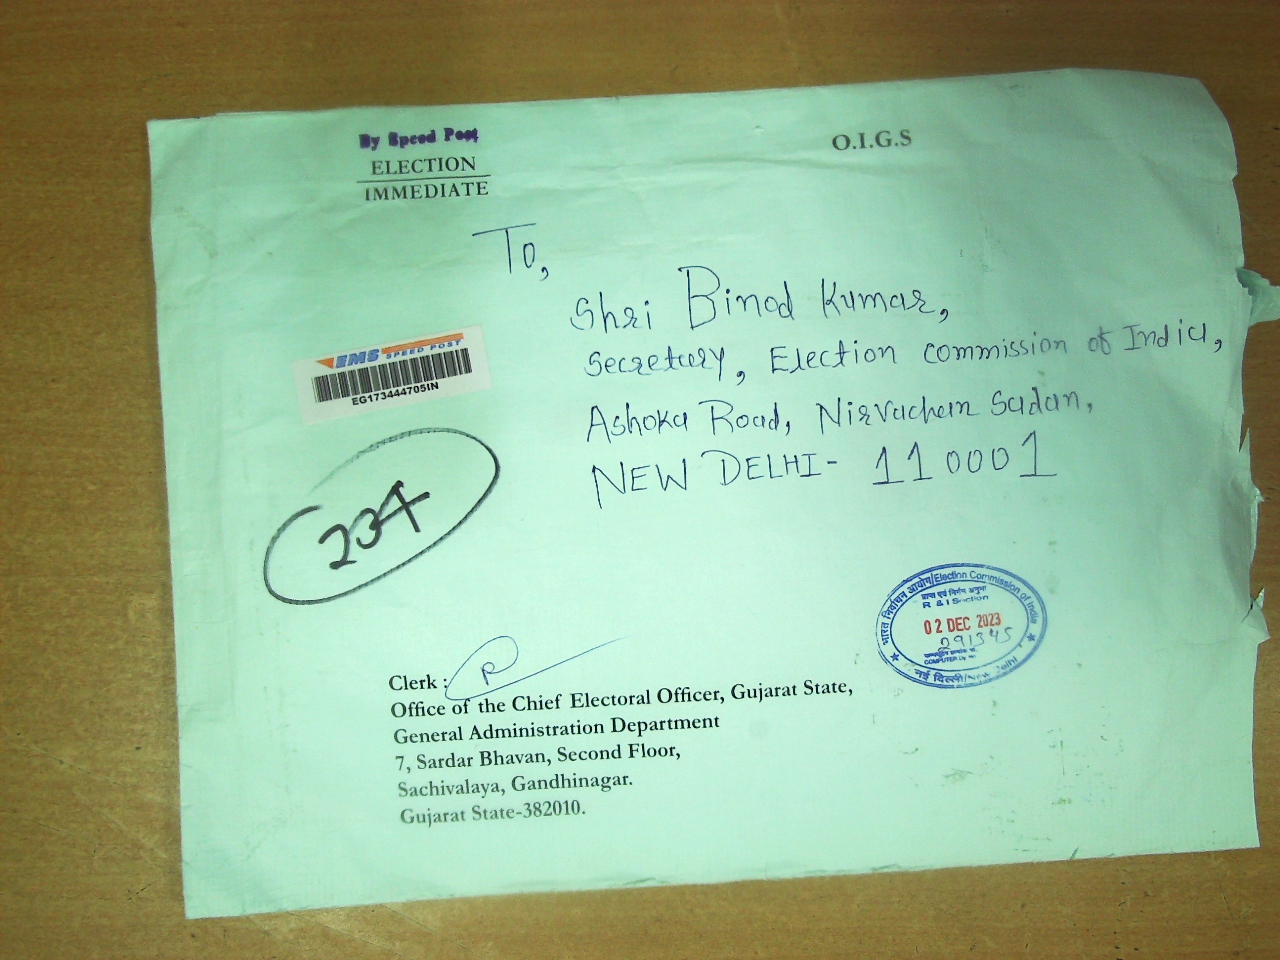 By Speed Post
ELECTION
IMMEDIATE
O.I.G.S
To,
Shri Binod Kumar,
Secretary, Election Commission of India,
Ashoka Road, Nirvachan Sadan,
NEW DELHI- 110001
EMS SPEED POST
EG173444705IN
234
भारत निर्वाचन आयोग/Election Commission of India
R & I Section
02 DEC 2023
291345
COMPUTER
नई दिल्ली/New Delhi
Clerk :
Office of the Chief Electoral Officer, Gujarat State,
General Administration Department
7, Sardar Bhavan, Second Floor,
Sachivalaya, Gandhinagar.
Gujarat State-382010.